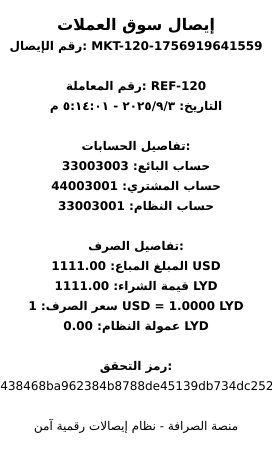 إيصال سوق العملات
رقم الإيصال: MKT-120-1756919641559
رقم المعاملة: REF-120
التاريخ: ٢٠٢٥/٩/٣ - ٥:١٤:٠١ م
تفاصيل الحسابات:
حساب البائع: 33003003
حساب المشتري: 44003001
حساب النظام: 33003001
تفاصيل الصرف:
المبلغ المباع: 1111.00 USD
قيمة الشراء: 1111.00 LYD
سعر الصرف: 1 USD = 1.0000 LYD
عمولة النظام: 0.00 LYD
رمز التحقق:
438468ba962384b8788de45139db734dc252
منصة الصرافة - نظام إيصالات رقمية آمن